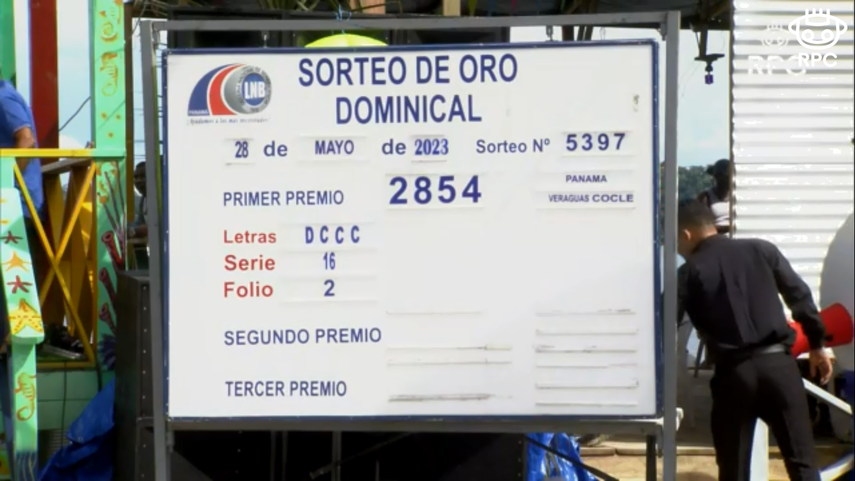 RPC
RPC
SORTEO DE ORO
DOMINICAL
LNB
28 de MAYO de 2023 Sorteo Nº 5397
PRIMER PREMIO 2854 PANAMA
VERAGUAS COCLE
Letras DCCC
Serie 16
Folio 2
SEGUNDO PREMIO
TERCER PREMIO